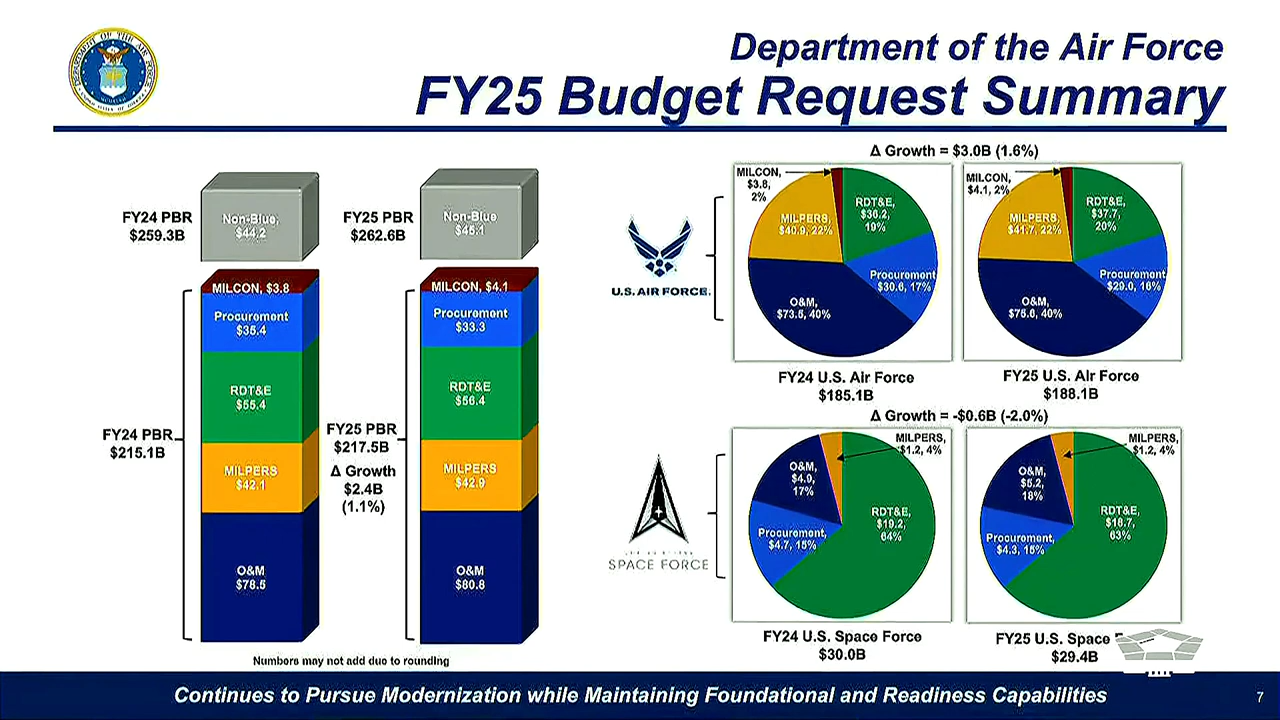 Department of the Air Force
FY25 Budget Request Summary
FY24 PBR
$259.3B
Non-Blue,
$44.2
FY25 PBR
$262.6B
Non-Blue
$45.1
MILCON, $3.8
Procurement
$35.4
RDT&E
$55.4
MILPERS
$42.1
O&M
$78.5
FY24 PBR
$215.1B
MILCON, $4.1
Procurement
$33.3
RDT&E
$56.4
MILPERS
$42.9
O&M
$80.8
FY25 PBR
$217.5B
Δ Growth
$2.4B
(1.1%)
Numbers may not add due to rounding
U.S. AIR FORCE.
Δ Growth = $3.0B (1.6%)
MILCON,
$3.8,
2%
RDT&E,
$36.2,
19%
MILPERS,
$40.9, 22%
Procurement
$30.6, 17%
O&M,
$73.5, 40%
FY24 U.S. Air Force
$185.1B
MILCON,
$4.1, 2%
RDT&E,
$37.7,
20%
MILPERS,
$41.7, 22%
Procurement
$29.0, 16%
O&M,
$75.6, 40%
FY25 U.S. Air Force
$188.1B
SPACE FORCE
Δ Growth = -$0.6B (-2.0%)
MILPERS,
$1.2, 4%
O&M,
$4.9,
17%
RDT&E,
$19.2,
64%
Procurement,
$4.7, 15%
FY24 U.S. Space Force
$30.0B
MILPERS,
$1.2, 4%
O&M,
$5.2,
18%
RDT&E,
$18.7,
63%
Procurement,
$4.3, 15%
FY25 U.S. Space F
$29.4B
Continues to Pursue Modernization while Maintaining Foundational and Readiness Capabilities
7